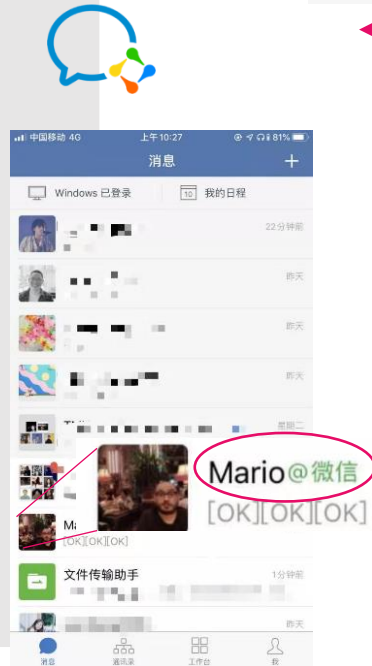 中国移动 4G 上午10:27 81%
消息 +
Windows 已登录 10 我的日程
22分钟前
昨天
昨天
昨天
星期二
Mario@微信
[OK][OK][OK]
[OK][OK][OK]
文件传输助手 1分钟前
昨天
消息 通讯录 工作台 我